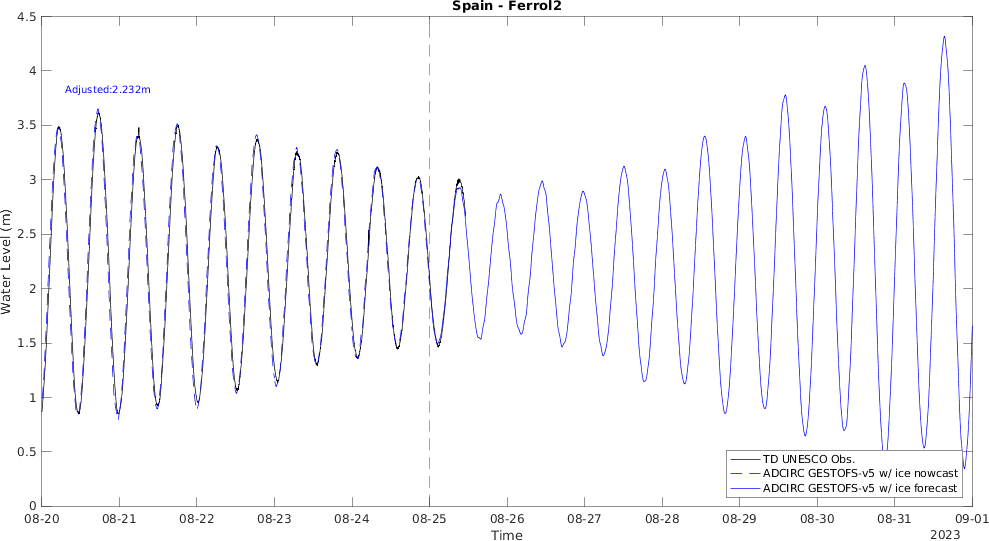 Spain - Ferrol2
4.5
4
3.5
3
2.5
2
1.5
1
0.5
0
Water Level (m)
Adjusted:2.232m
TD UNESCO Obs.
ADCIRC GESTOFS-v5 w/ ice nowcast
ADCIRC GESTOFS-v5 w/ ice forecast
08-20 08-21 08-22 08-23 08-24 08-25 08-26 08-27 08-28 08-29 08-30 08-31 09-01
Time
2023